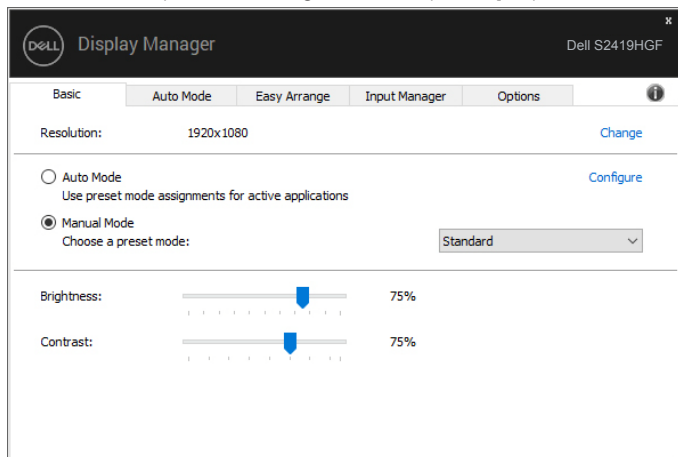 x
DELL Display Manager Dell S2419HGF
Basic Auto Mode Easy Arrange Input Manager Options
Resolution: 1920x1080 Change
Auto Mode Configure
Use preset mode assignments for active applications
Manual Mode
Choose a preset mode: Standard
Brightness: 75%
Contrast: 75%